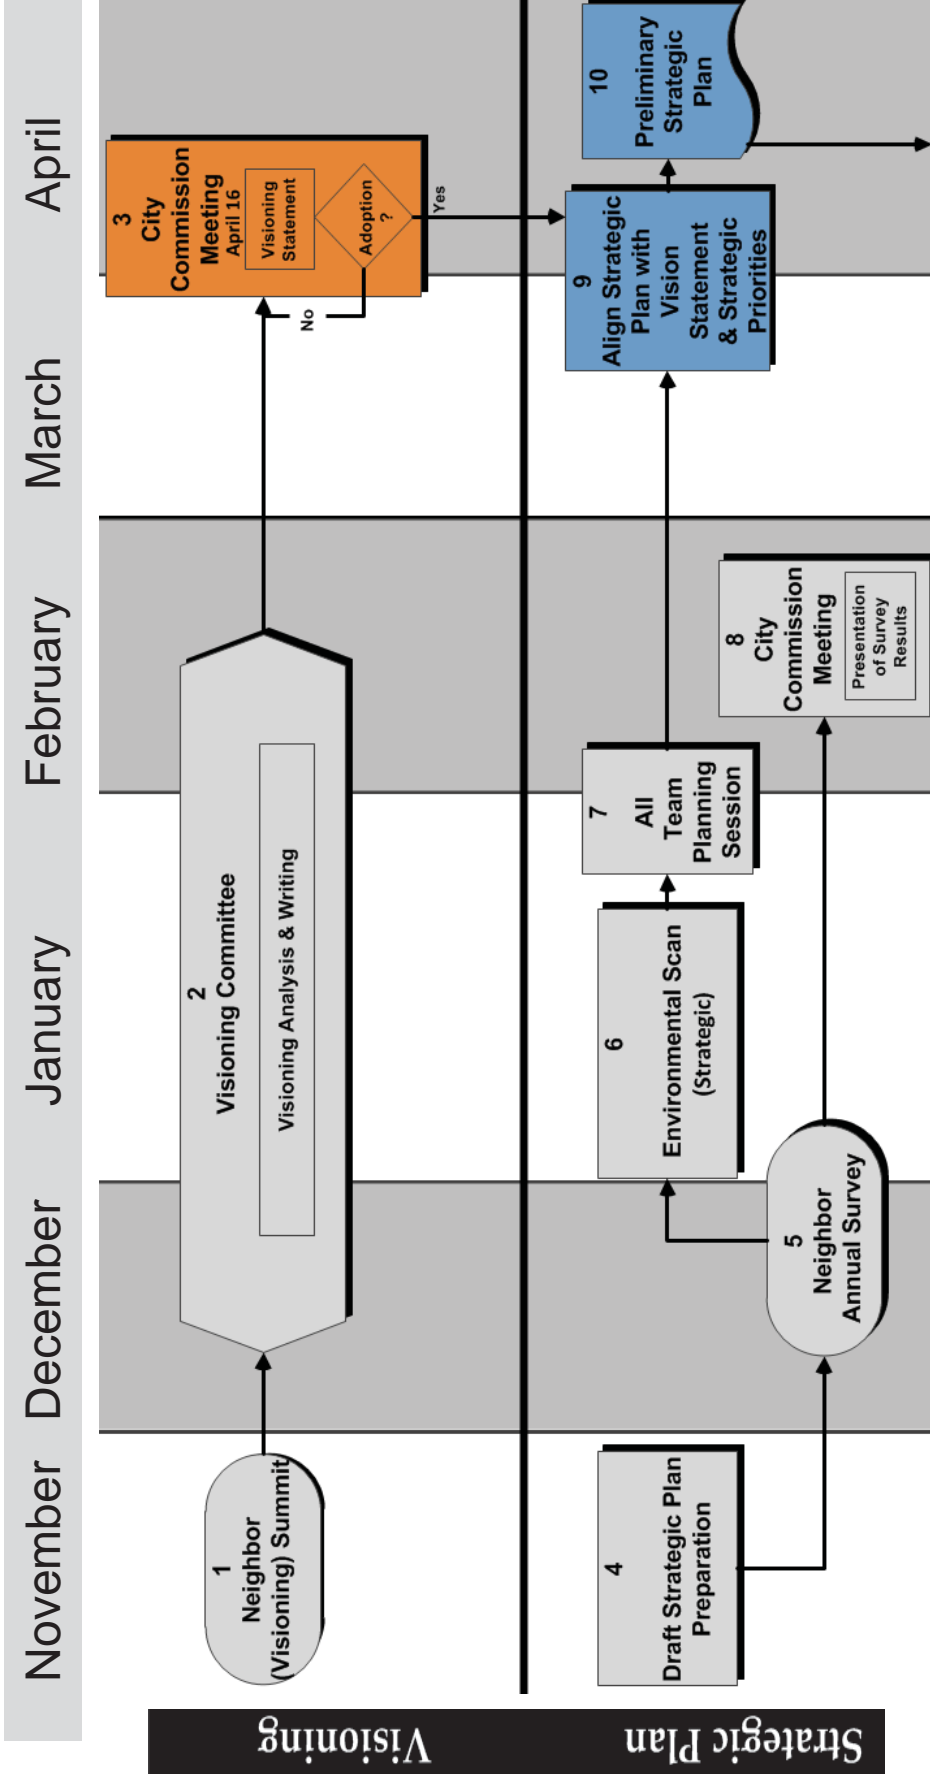 November
December
January
February
March
April
Visioning
1
Neighbor
(Visioning) Summit
2
Visioning Committee
Visioning Analysis & Writing
3
City
Commission
Meeting
April 16
Visioning
Statement
Adoption
?
No
Yes
Strategic Plan
4
Draft Strategic Plan
Preparation
5
Neighbor
Annual Survey
6
Environmental Scan
(Strategic)
7
All
Team
Planning
Session
8
City
Commission
Meeting
Presentation
of Survey
Results
9
Align Strategic
Plan with
Vision
Statement
& Strategic
Priorities
10
Preliminary
Strategic
Plan